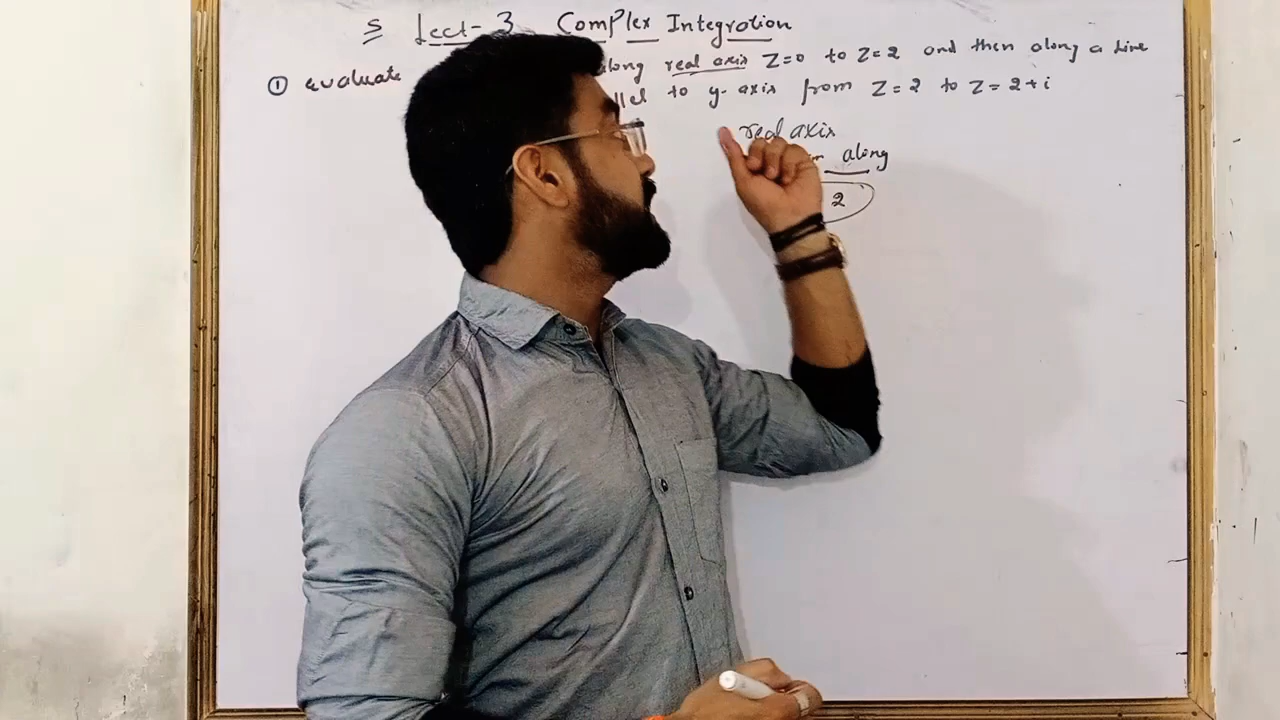 S Lect-3 Complex Integration
① evaluate along real axis Z=0 to Z=2 and then along a line
llel to y-axis from Z=2 to Z=2+i
real axis
along
2